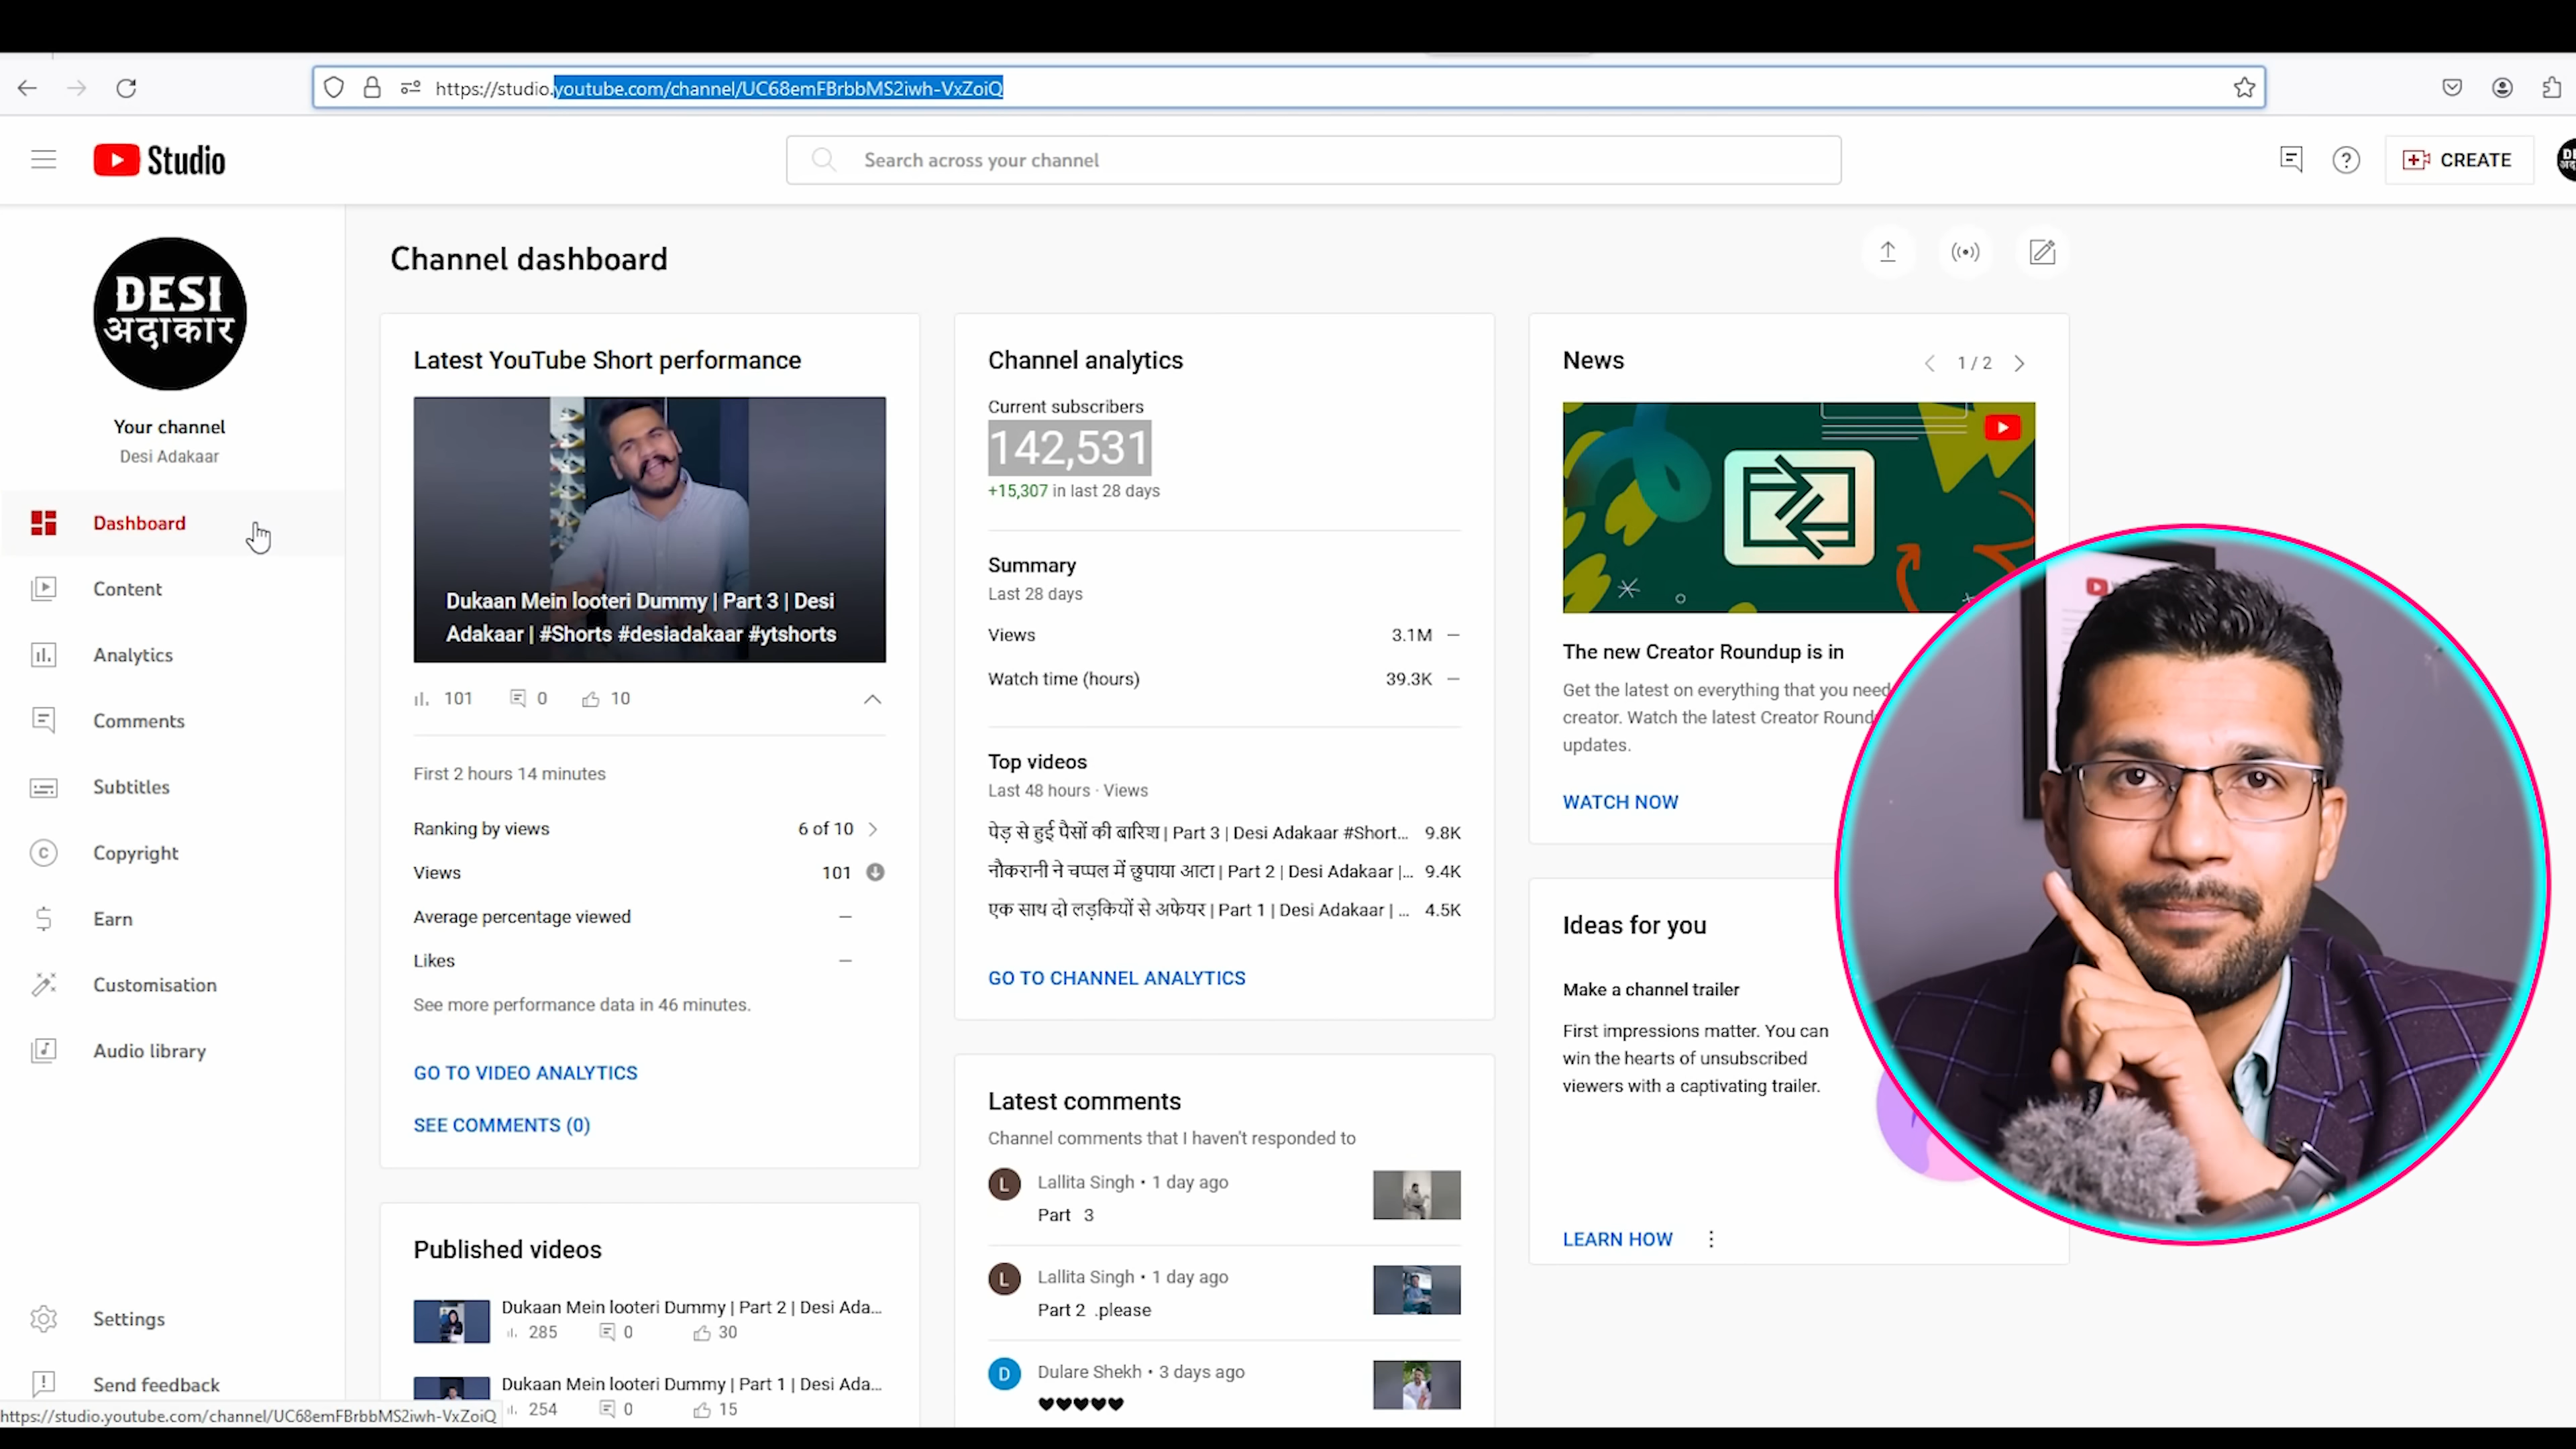 https://studio.youtube.com/channel/UC68emFBrbbMS2iwh-VxZoiQ
Studio
Search across your channel
CREATE
DESI
अदाकार
Your channel
Desi Adakaar
Dashboard
Content
Analytics
Comments
Subtitles
Copyright
Earn
Customisation
Audio library
Settings
Send feedback
https://studio.youtube.com/channel/UC68emFBrbbMS2iwh-VxZoiQ
Channel dashboard
Latest YouTube Short performance
Dukaan Mein looteri Dummy | Part 3 | Desi
Adakaar | #Shorts #desiadakaar #ytshorts
101 0 10
First 2 hours 14 minutes
Ranking by views 6 of 10
Views 101
Average percentage viewed —
Likes —
See more performance data in 46 minutes.
GO TO VIDEO ANALYTICS
SEE COMMENTS (0)
Published videos
Dukaan Mein looteri Dummy | Part 2 | Desi Ada...
285 0 30
Dukaan Mein looteri Dummy | Part 1 | Desi Ada...
254 0 15
Channel analytics
Current subscribers
142,531
+15,307 in last 28 days
Summary
Last 28 days
Views 3.1M —
Watch time (hours) 39.3K —
Top videos
Last 48 hours · Views
पेड़ से हुई पैसों की बारिश | Part 3 | Desi Adakaar #Short... 9.8K
नौकरानी ने चप्पल में छुपाया आटा | Part 2 | Desi Adakaar |... 9.4K
एक साथ दो लड़कियों से अफेयर | Part 1 | Desi Adakaar | ... 4.5K
GO TO CHANNEL ANALYTICS
Latest comments
Channel comments that I haven't responded to
L Lallita Singh • 1 day ago
Part 3
L Lallita Singh • 1 day ago
Part 2 .please
D Dulare Shekh • 3 days ago
♥♥♥♥♥
News 1 / 2
The new Creator Roundup is in
Get the latest on everything that you need
creator. Watch the latest Creator
updates.
WATCH NOW
Ideas for you
Make a channel trailer
First impressions matter. You can
win the hearts of unsubscribed
viewers with a captivating trailer.
LEARN HOW